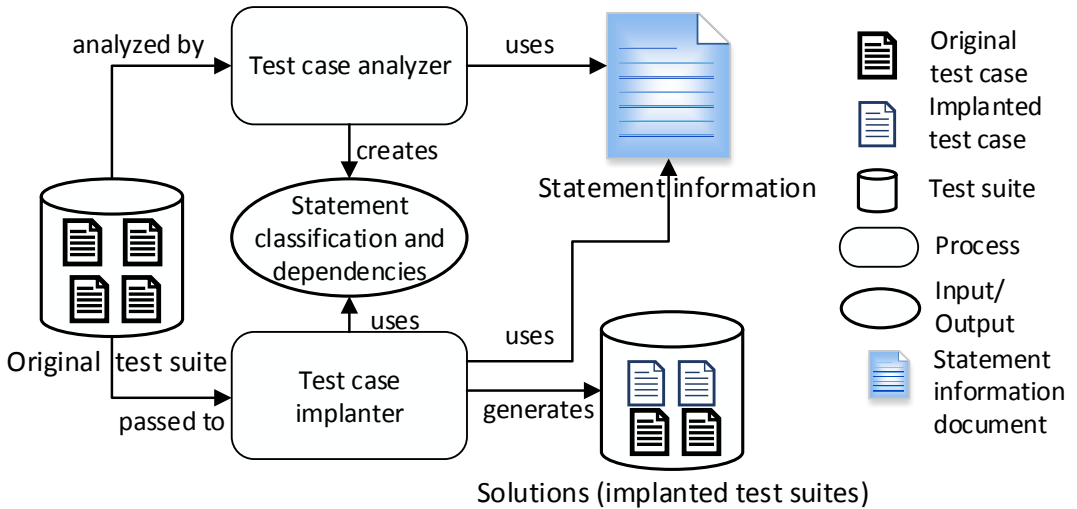 analyzed by
Test case analyzer
uses
creates
Statement information
Statement
classification and
dependencies
uses
Original test suite
passed to
Test case
implanter
uses
generates
Solutions (implanted test suites)
Original
test case
Implanted
test case
Test suite
Process
Input/
Output
Statement
information
document